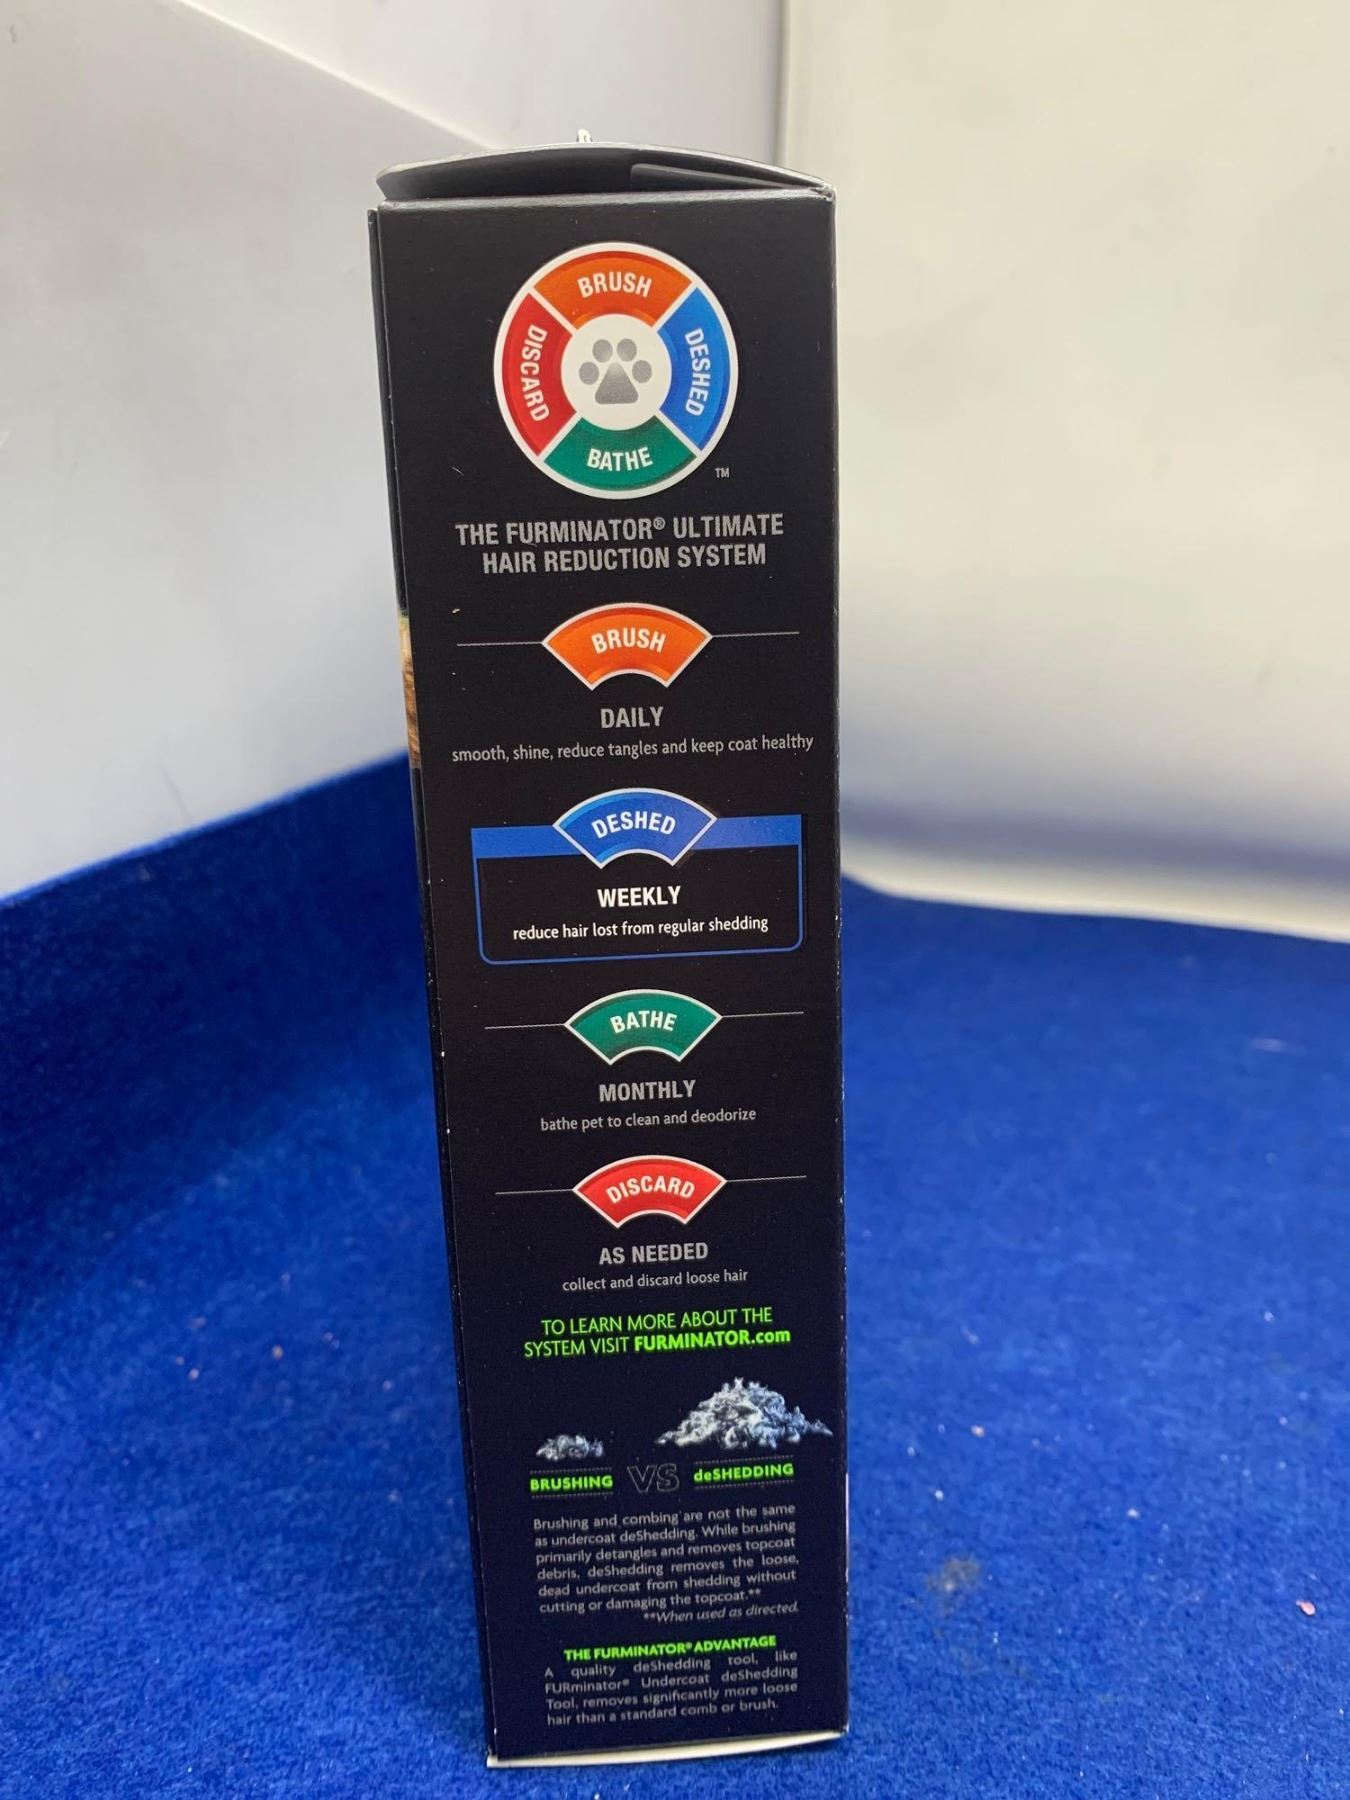 BRUSH
DISCARD
DESHED
BATHE
TM
THE FURMINATOR® ULTIMATE
HAIR REDUCTION SYSTEM
BRUSH
DAILY
smooth, shine, reduce tangles and keep coat healthy
DESHED
WEEKLY
reduce hair lost from regular shedding
BATHE
MONTHLY
bathe pet to clean and deodorize
DISCARD
AS NEEDED
collect and discard loose hair
TO LEARN MORE ABOUT THE
SYSTEM VISIT FURMINATOR.com
BRUSHING VS deSHEDDING
Brushing and combing are not the same
as undercoat deShedding. While brushing
primarily detangles and removes topcoat
debris, deShedding removes the loose,
dead undercoat from shedding without
cutting or damaging the topcoat.**
**When used as directed.
THE FURMINATOR® ADVANTAGE
A quality deShedding tool, like
FURminator® Undercoat deShedding
Tool, removes significantly more loose
hair than a standard comb or brush.